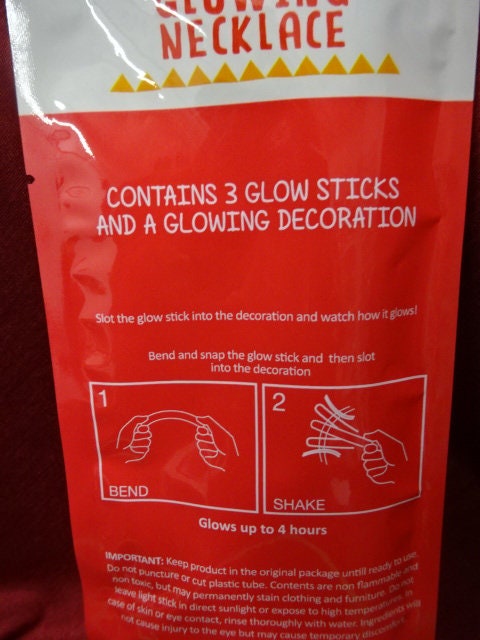 GLOWING
NECKLACE
CONTAINS 3 GLOW STICKS
AND A GLOWING DECORATION
Slot the glow stick into the decoration and watch how it glows!
Bend and snap the glow stick and then slot
into the decoration
1
2
BEND
SHAKE
Glows up to 4 hours
IMPORTANT: Keep product in the original package untill ready to use.
Do not puncture or cut plastic tube. Contents are non flammable and
non toxic, but may permanently stain clothing and furniture. Do not
leave light stick in direct sunlight or expose to high temperatures. In
case of skin or eye contact, rinse thoroughly with water. Ingredients will
not cause injury to the eye but may cause temporary discomfort.